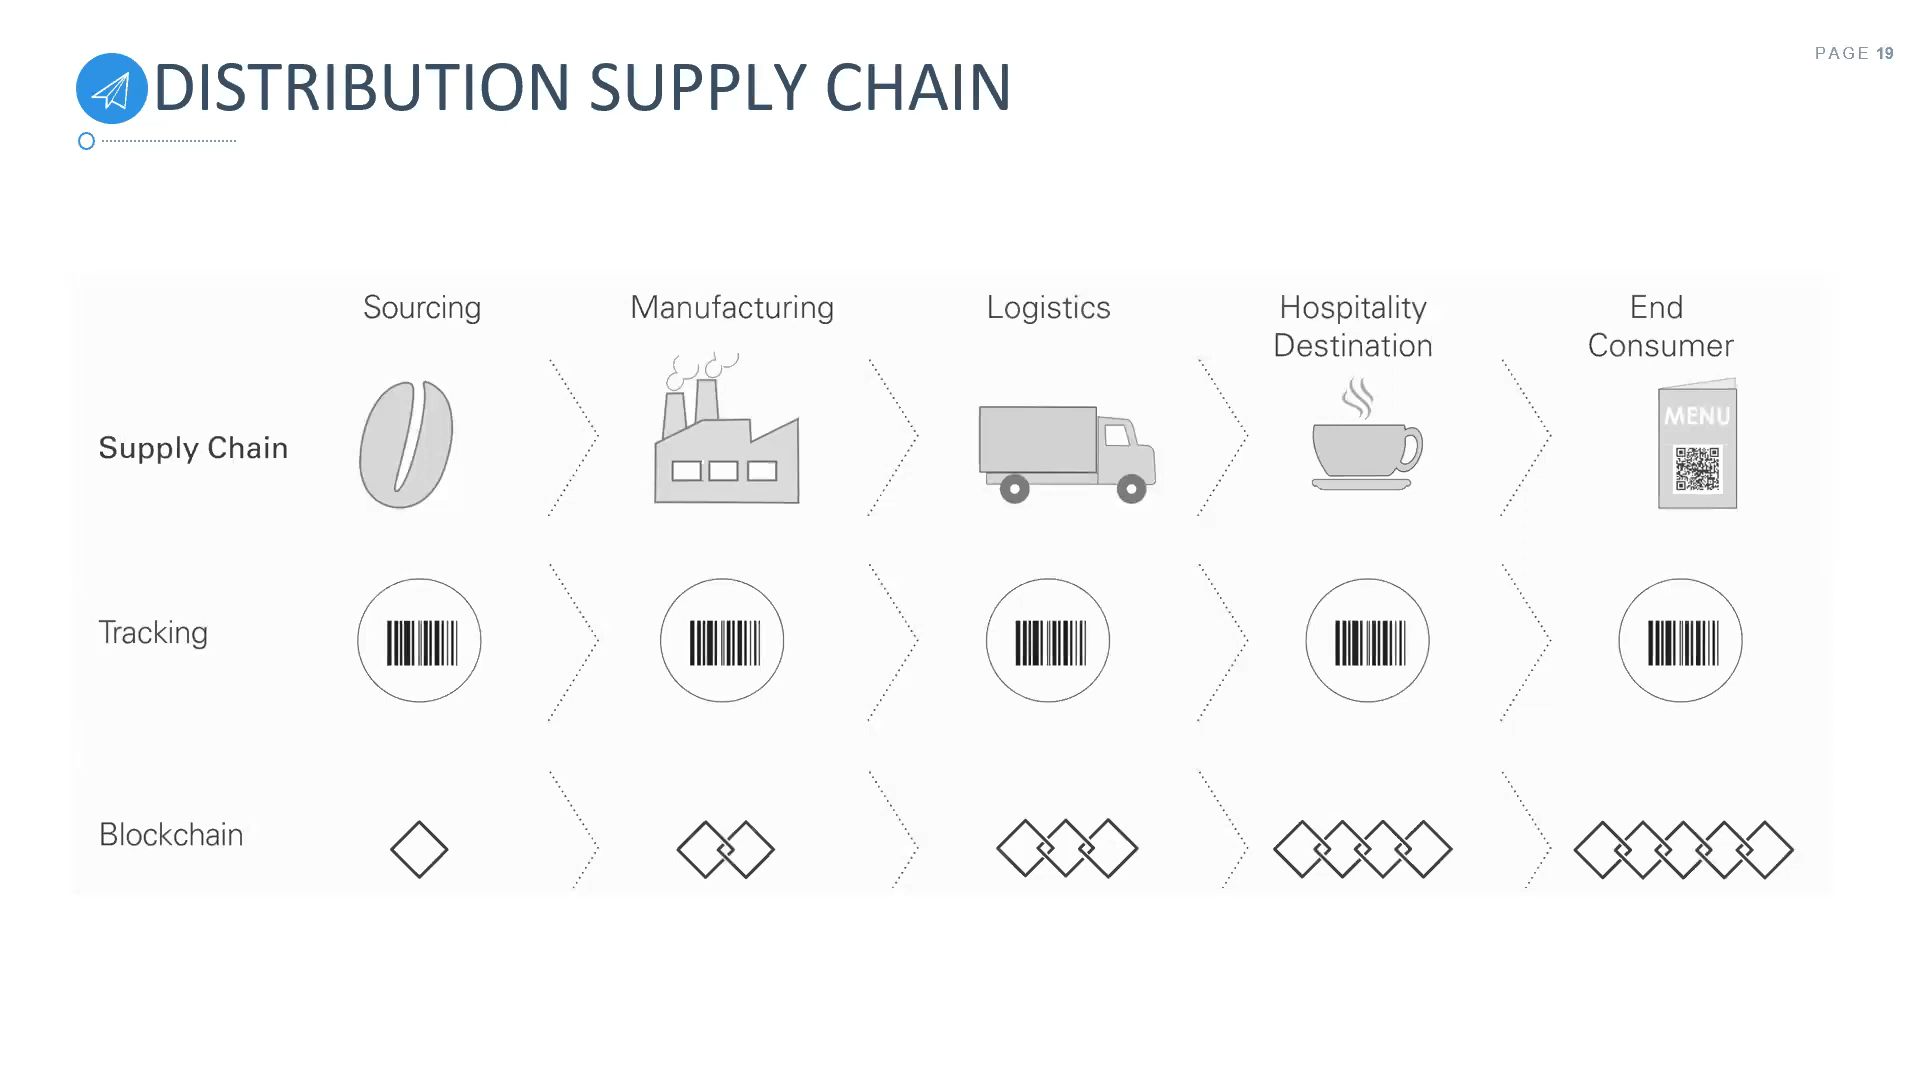 PAGE 19
DISTRIBUTION SUPPLY CHAIN
Sourcing
Manufacturing
Logistics
Hospitality
Destination
End
Consumer
Supply Chain
MENU
Tracking
Blockchain